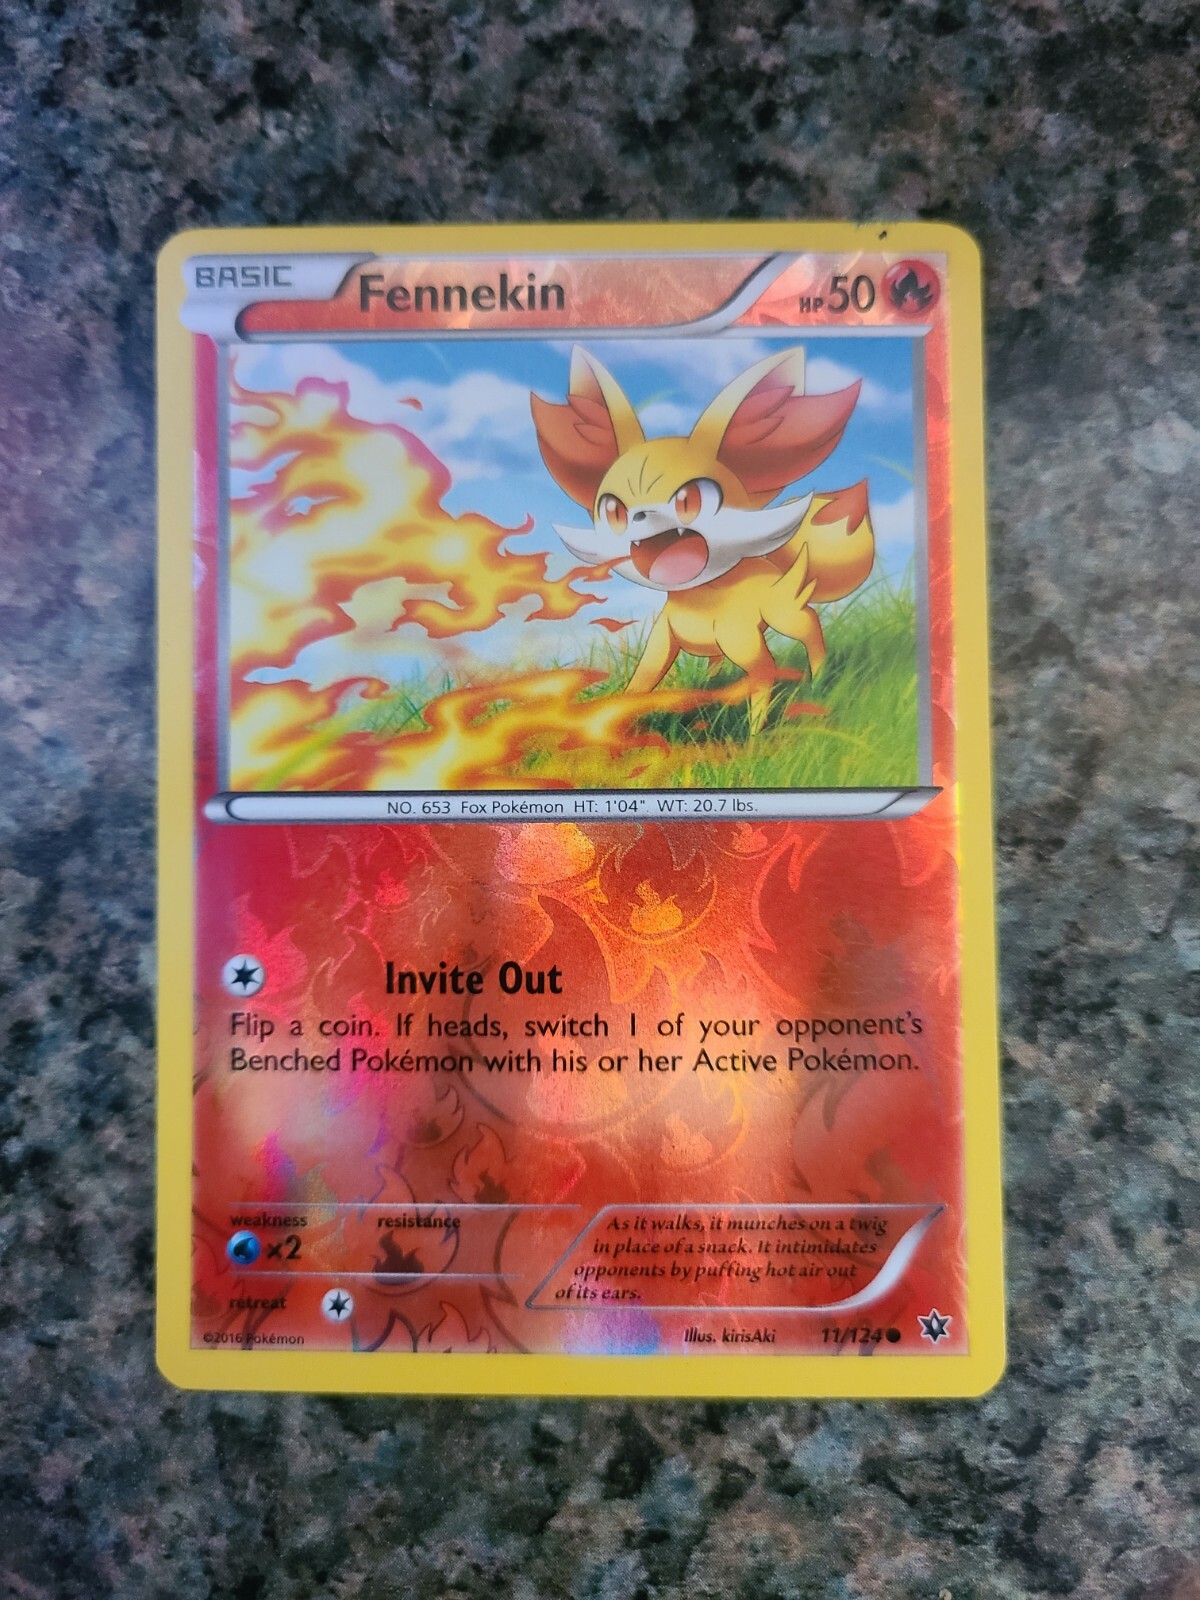 BASIC
Fennekin
HP 50
NO. 653 Fox Pokémon HT: 1'04". WT: 20.7 lbs.
Invite Out
Flip a coin. If heads, switch 1 of your opponent's
Benched Pokémon with his or her Active Pokémon.
weakness resistance
×2
As it walks, it munches on a twig
in place of a snack. It intimidates
opponents by puffing hot air out
of its ears.
retreat
©2016 Pokémon
Illus. kirisAki
11/124